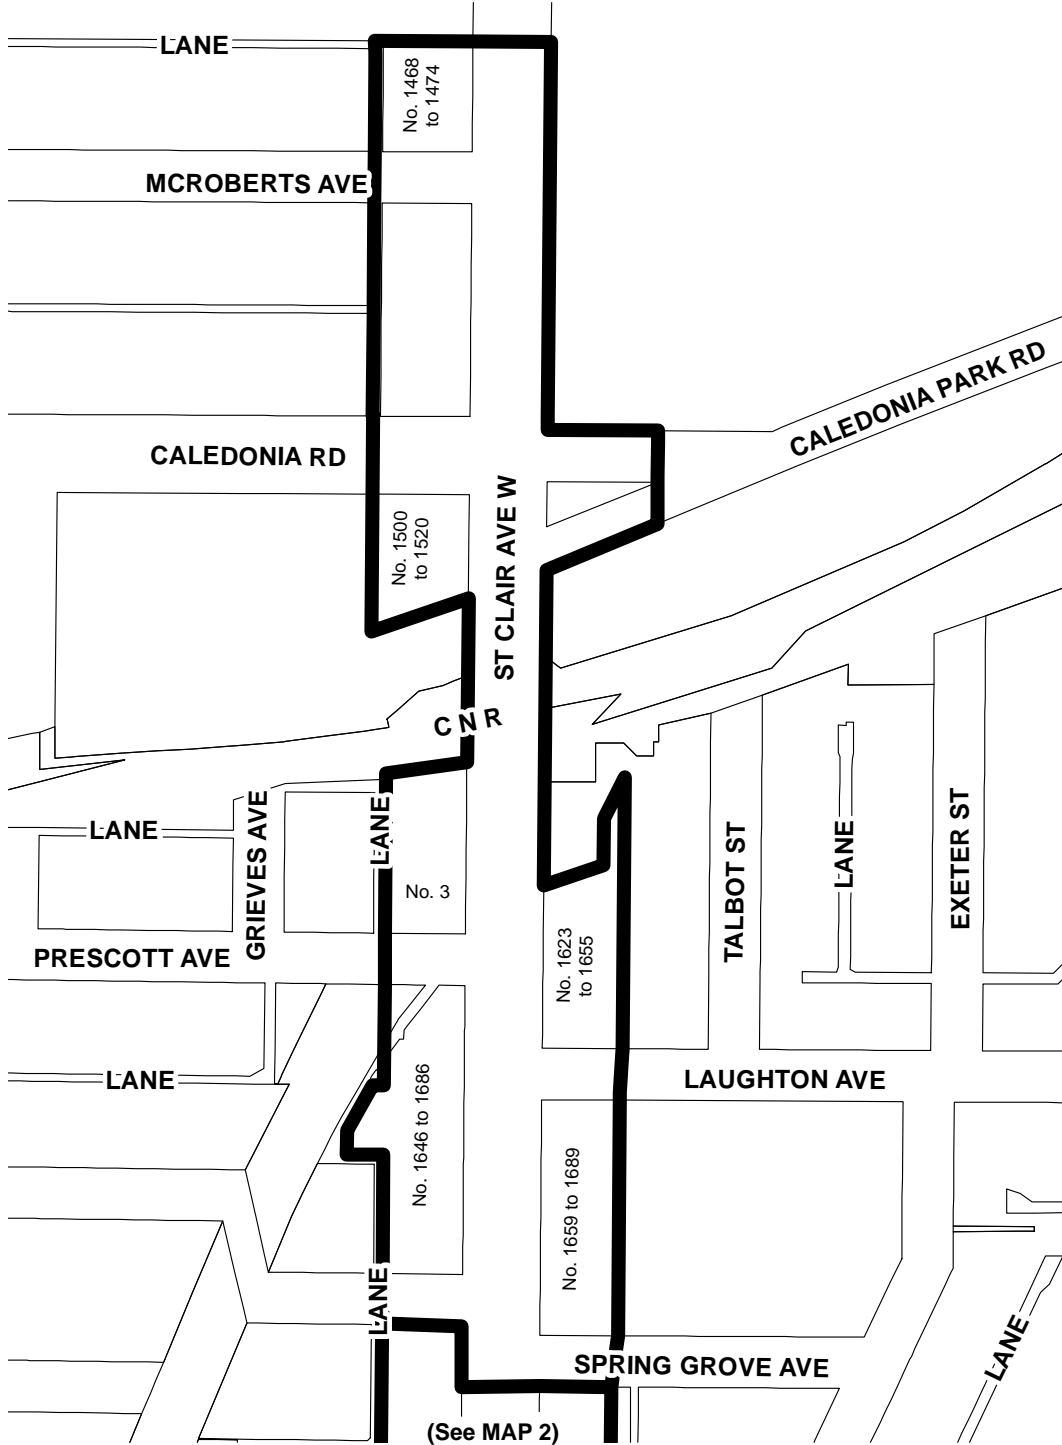 LANE
No. 1468
to 1474
MCROBERTS AVE
CALEDONIA PARK RD
CALEDONIA RD
ST CLAIR AVE W
No. 1500
to 1520
C N R
LANE
GRIEVES AVE
LANE
TALBOT ST
LANE
EXETER ST
No. 3
PRESCOTT AVE
No. 1623
to 1655
LANE
LAUGHTON AVE
No. 1646 to 1686
No. 1659 to 1689
LANE
LANE
SPRING GROVE AVE
(See MAP 2)